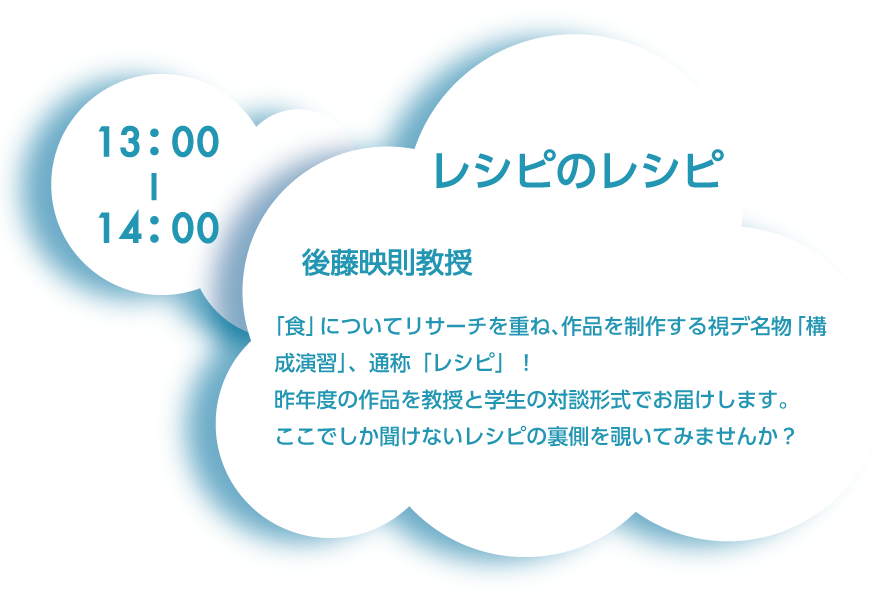 13:00
|
14:00
レシピのレシピ
後藤映則教授
「食」についてリサーチを重ね、作品を制作する視デ名物「構
成演習」、通称「レシピ」！
昨年度の作品を教授と学生の対談形式でお届けします。
ここでしか聞けないレシピの裏側を覗いてみませんか？